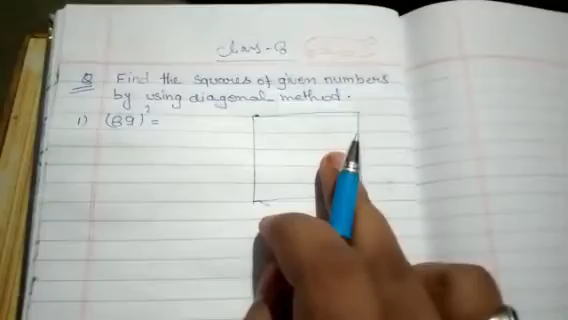 Class-8
Q Find the squares of given numbers
by using diagonal method.
1) (89)² =